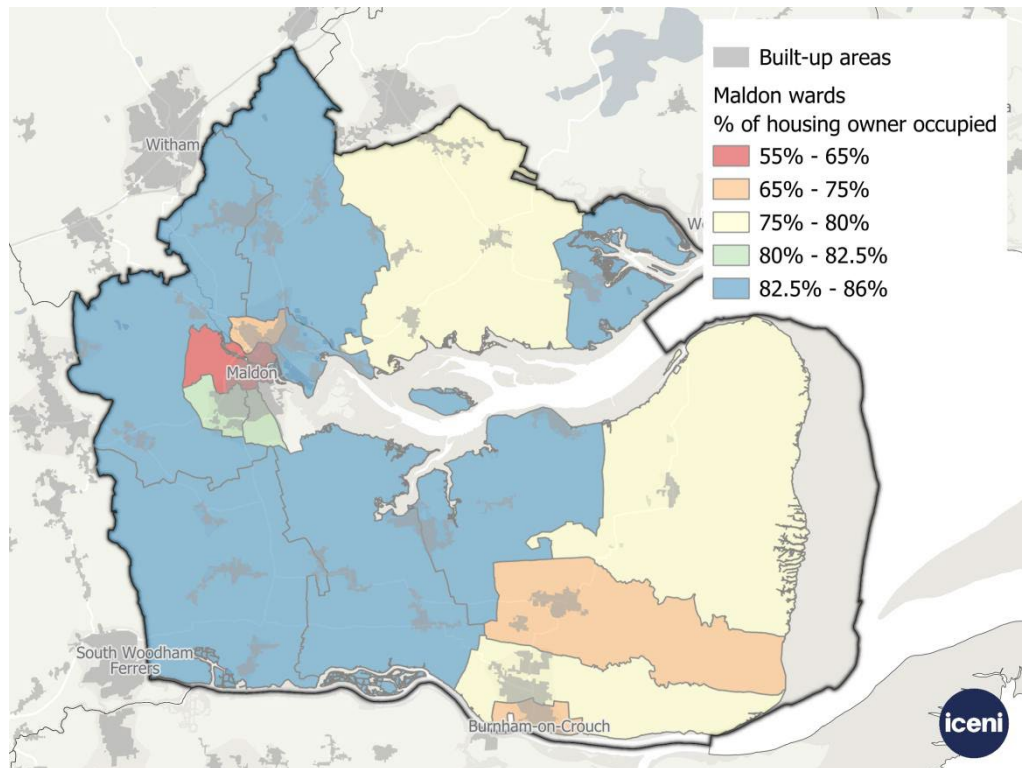 Built-up areas
Maldon wards
% of housing owner occupied
55% - 65%
65% - 75%
75% - 80%
80% - 82.5%
82.5% - 86%
Witham
Maldon
South Woodham
Ferrers
Burnham-on-Crouch
iceni